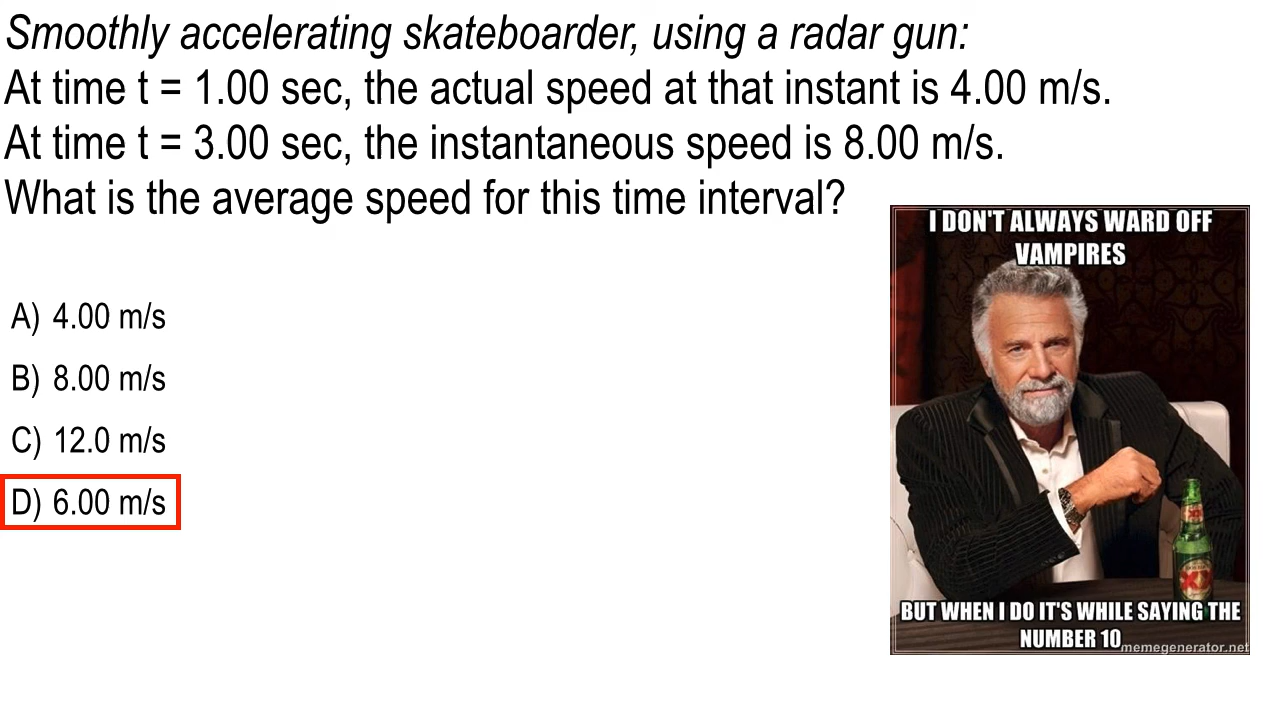 Smoothly accelerating skateboarder, using a radar gun:
At time t = 1.00 sec, the actual speed at that instant is 4.00 m/s.
At time t = 3.00 sec, the instantaneous speed is 8.00 m/s.
What is the average speed for this time interval?
A) 4.00 m/s
B) 8.00 m/s
C) 12.0 m/s
D) 6.00 m/s
I DON'T ALWAYS WARD OFF
VAMPIRES
XX
XX
BUT WHEN I DO IT'S WHILE SAYING THE
NUMBER 10
memegenerator.net